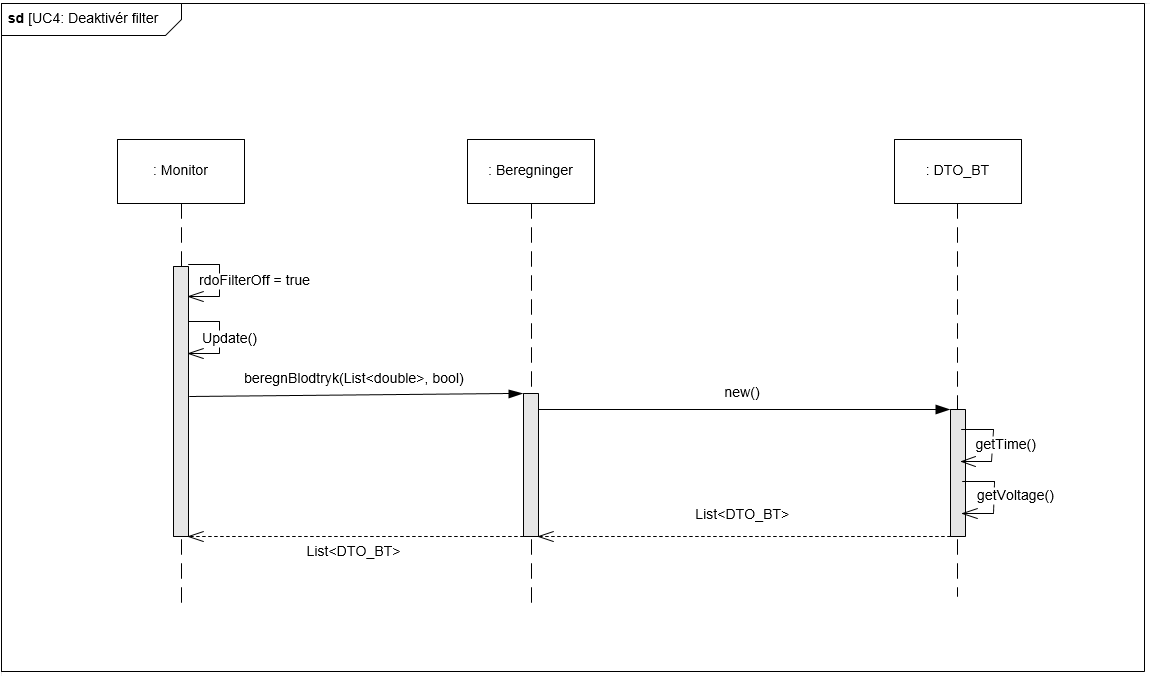 sd [UC4: Deaktivér filter
: Monitor
: Beregninger
: DTO_BT
rdoFilterOff = true
Update()
beregnBlodtryk(List<double>, bool)
new()
getTime()
getVoltage()
List<DTO_BT>
List<DTO_BT>